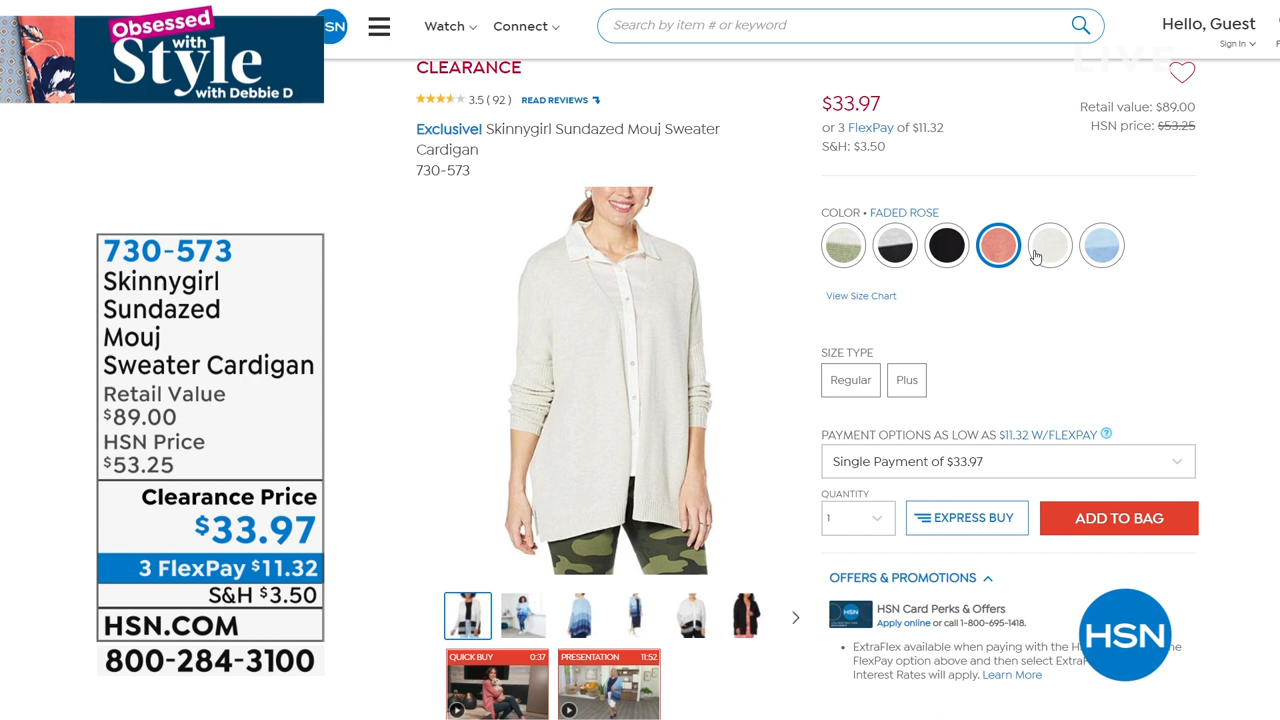 Obsessed
with
Style
with Debbie D
HSN
Watch
Connect
Search by item # or keyword
Hello, Guest
Sign In
LIVE
CLEARANCE
3.5 ( 92 ) READ REVIEWS
Exclusive! Skinnygirl Sundazed Mouj Sweater
Cardigan
730-573
$33.97
or 3 FlexPay of $11.32
S&H: $3.50
Retail value: $89.00
HSN price: $53.25
COLOR • FADED ROSE
View Size Chart
SIZE TYPE
Regular
Plus
PAYMENT OPTIONS AS LOW AS $11.32 W/FLEXPAY ?
Single Payment of $33.97
QUANTITY
1
EXPRESS BUY
ADD TO BAG
OFFERS & PROMOTIONS
HSN
HSN Card Perks & Offers
Apply online or call 1-800-695-1418.
• ExtraFlex available when paying with the H
ne
FlexPay option above and then select Extra
Interest Rates will apply. Learn More
HSN
730-573
Skinnygirl
Sundazed
Mouj
Sweater Cardigan
Retail Value
$89.00
HSN Price
$53.25
Clearance Price
$33.97
3 FlexPay $11.32
S&H $3.50
HSN.COM
800-284-3100
QUICK BUY 0:37
PRESENTATION 11:52